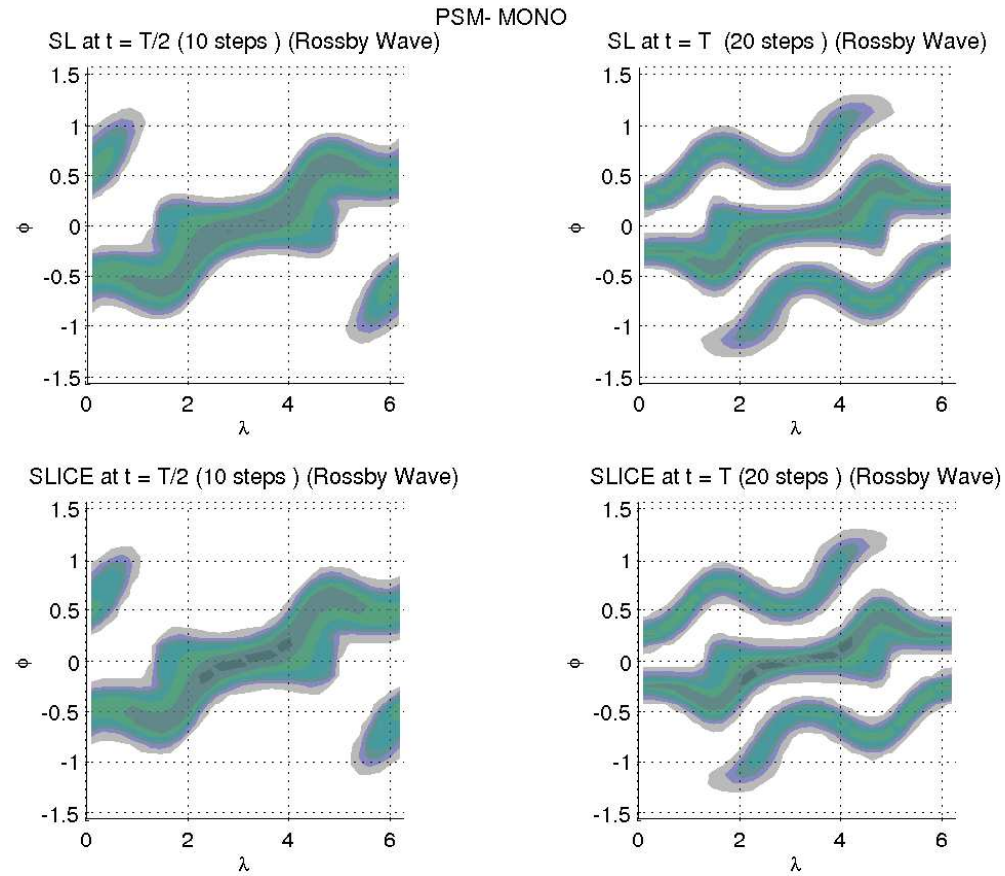 PSM- MONO
SL at t = T/2 (10 steps ) (Rossby Wave)
1.5
1
0.5
0
-0.5
-1
-1.5
ϕ
0 2 4 6
λ
SL at t = T (20 steps ) (Rossby Wave)
1.5
1
0.5
0
-0.5
-1
-1.5
ϕ
0 2 4 6
λ
SLICE at t = T/2 (10 steps ) (Rossby Wave)
1.5
1
0.5
0
-0.5
-1
-1.5
ϕ
0 2 4 6
λ
SLICE at t = T (20 steps ) (Rossby Wave)
1.5
1
0.5
0
-0.5
-1
-1.5
ϕ
0 2 4 6
λ